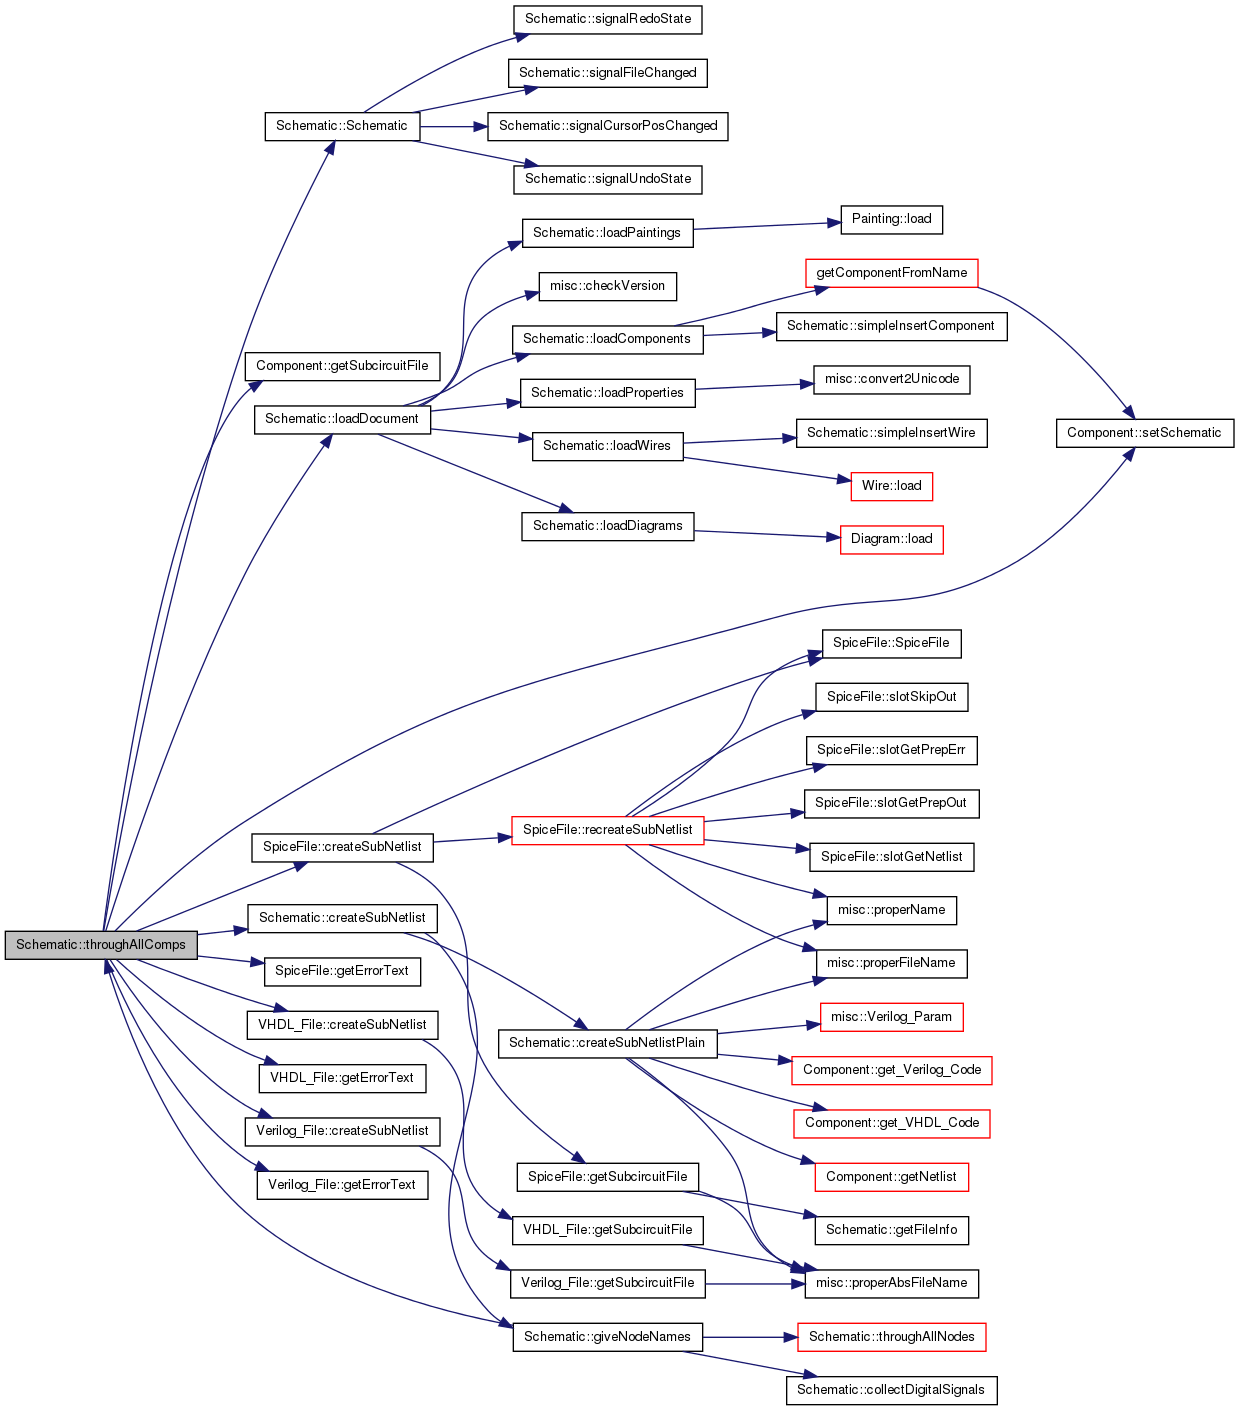 Schematic::signalRedoState
Schematic::signalFileChanged
Schematic::Schematic
Schematic::signalCursorPosChanged
Schematic::signalUndoState
Painting::load
Schematic::loadPaintings
getComponentFromName
misc::checkVersion
Schematic::simpleInsertComponent
Schematic::loadComponents
Component::getSubcircuitFile
misc::convert2Unicode
Schematic::loadProperties
Schematic::loadDocument
Schematic::simpleInsertWire
Component::setSchematic
Schematic::loadWires
Wire::load
Schematic::loadDiagrams
Diagram::load
SpiceFile::SpiceFile
SpiceFile::slotSkipOut
SpiceFile::slotGetPrepErr
SpiceFile::slotGetPrepOut
SpiceFile::recreateSubNetlist
SpiceFile::createSubNetlist
SpiceFile::slotGetNetlist
misc::properName
Schematic::createSubNetlist
Schematic::throughAllComps
misc::properFileName
SpiceFile::getErrorText
misc::Verilog_Param
VHDL_File::createSubNetlist
Schematic::createSubNetlistPlain
Component::get_Verilog_Code
VHDL_File::getErrorText
Component::get_VHDL_Code
Verilog_File::createSubNetlist
SpiceFile::getSubcircuitFile
Component::getNetlist
Verilog_File::getErrorText
VHDL_File::getSubcircuitFile
Schematic::getFileInfo
Verilog_File::getSubcircuitFile
misc::properAbsFileName
Schematic::giveNodeNames
Schematic::throughAllNodes
Schematic::collectDigitalSignals